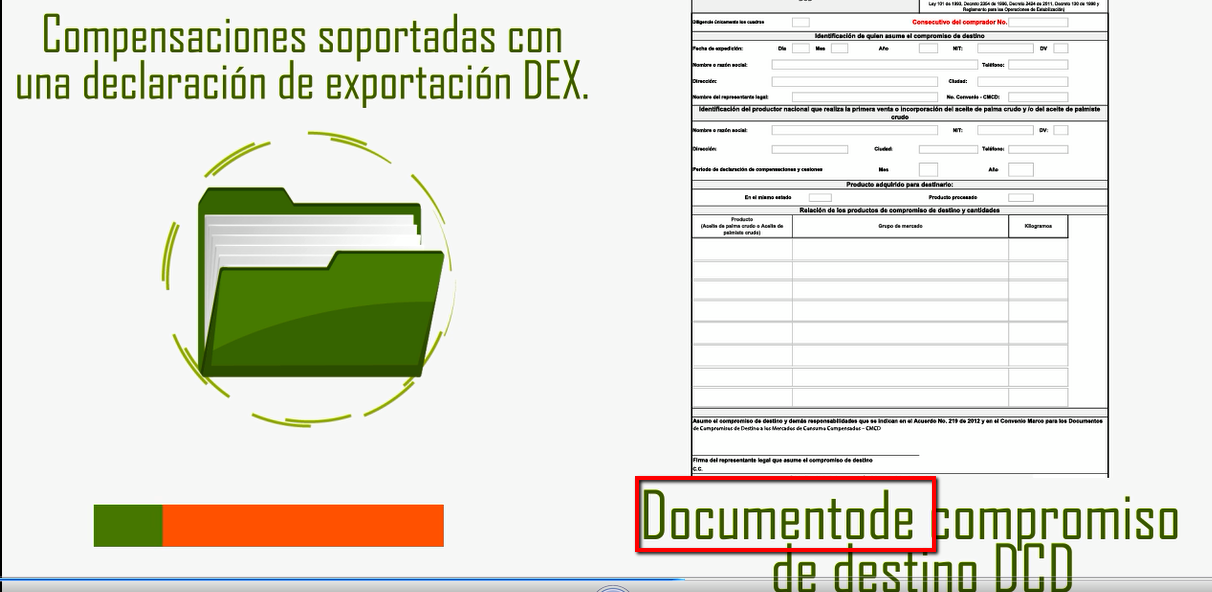 Compensaciones soportadas con
una declaración de exportación DEX.
Ley 101 de 1993, Decreto 2354 de 1996, Decreto 2424 de 2011, Decreto 130 de 1998 y
Reglamento para las Operaciones de Estabilización)
Diligencie únicamente los cuadros
Consecutivo del comprador No.
Identificación de quien asume el compromiso de destino
Fecha de expedición: Día Mes Año NIT: DV
Nombre o razón social: Teléfono:
Dirección: Ciudad:
Nombre del representante legal: No. Convenio - CMCD:
Identificación del productor nacional que realiza la primera venta o incorporación del aceite de palma crudo y /o del aceite de palmiste
crudo
Nombre o razón social: NIT: DV:
Dirección: Ciudad: Teléfono:
Periodo de declaración de compensaciones y cesiones Mes Año
Producto adquirido para destinario:
En el mismo estado Producto procesado
Relación de los productos de compromiso de destino y cantidades
Producto
(Aceite de palma crudo o Aceite de
palmiste crudo)
Grupo de mercado
Kilogramos
Asumo el compromiso de destino y demás responsabilidades que se indican en el Acuerdo No. 219 de 2012 y en el Convenio Marco para los Documentos
de Compromisos de Destino a los Mercados de Consumo Compensados - CMCD
Firma del representante legal que asume el compromiso de destino
C.C.
Documentode compromiso
de destino DCD